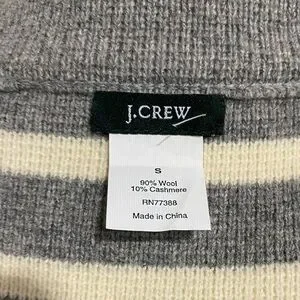 J.CREW
S
90% Wool
10% Cashmere
RN77388
Made in China